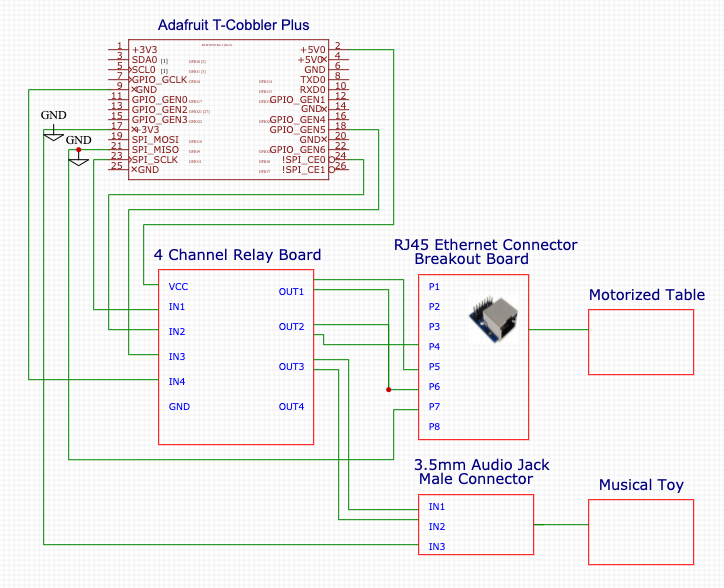 Adafruit T-Cobbler Plus
1 +3V3 +5V0 2
3 SDA0 [1] +5V0 4
5 SCL0 [1] GND 6
7 GPIO_GCLK TXD0 8
9 GND RXD0 10
11 GPIO_GEN0 GPIO_GEN1 12
13 GPIO_GEN2 GND 14
15 GPIO_GEN3 GPIO_GEN4 16
17 +3V3 GPIO_GEN5 18
19 SPI_MOSI GND 20
21 SPI_MISO GPIO_GEN6 22
23 SPI_SCLK !SPI_CE0 24
25 GND !SPI_CE1 26
GND
GND
4 Channel Relay Board
VCC
IN1
IN2
IN3
IN4
GND
OUT1
OUT2
OUT3
OUT4
RJ45 Ethernet Connector
Breakout Board
P1
P2
P3
P4
P5
P6
P7
P8
Motorized Table
3.5mm Audio Jack
Male Connector
IN1
IN2
IN3
Musical Toy